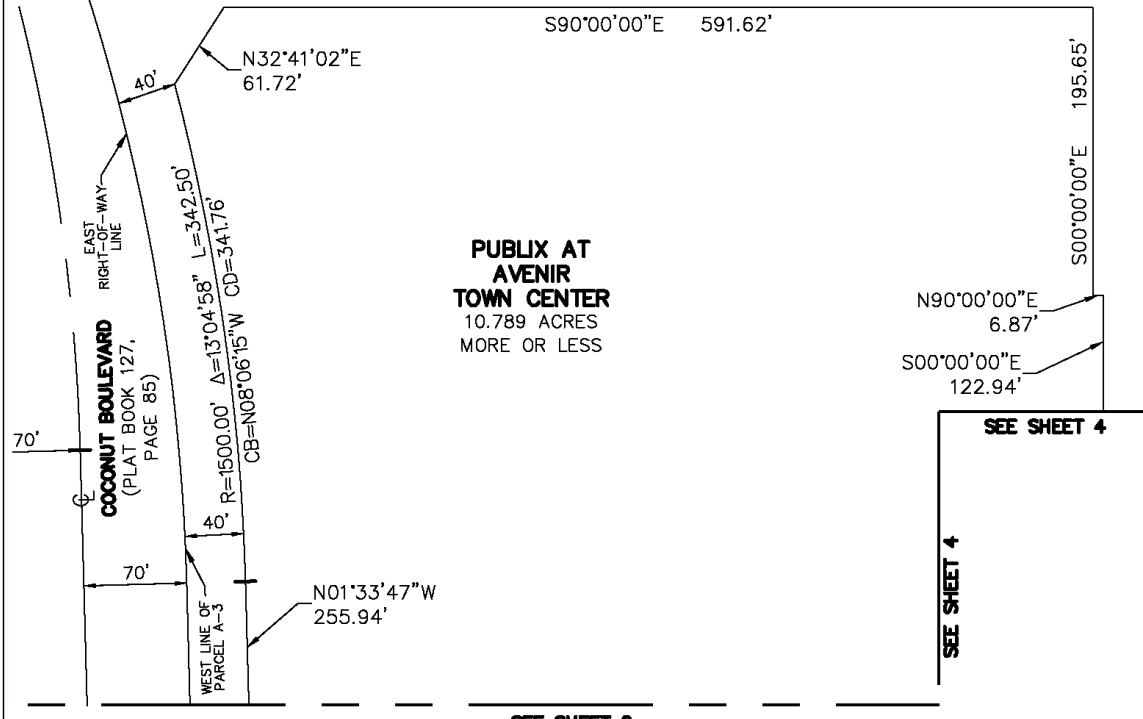 S90°00'00"E 591.62'
N32°41'02"E
61.72'
40'
195.65'
S00°00'00"E
EAST
RIGHT-OF-WAY
LINE
R=1500.00' Δ=13°04'58" L=342.50'
CB=N08°06'15"W CD=341.76'
PUBLIX AT
AVENIR
TOWN CENTER
10.789 ACRES
MORE OR LESS
N90°00'00"E
6.87'
S00°00'00"E
122.94'
SEE SHEET 4
COCONUT BOULEVARD
(PLAT BOOK 127,
PAGE 85)
70'
℄
40'
70'
WEST LINE OF
PARCEL A-3
N01°33'47"W
255.94'
SEE SHEET 4